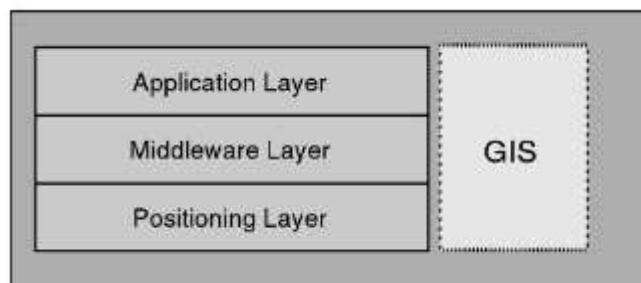 Application Layer
Middleware Layer
GIS
Positioning Layer